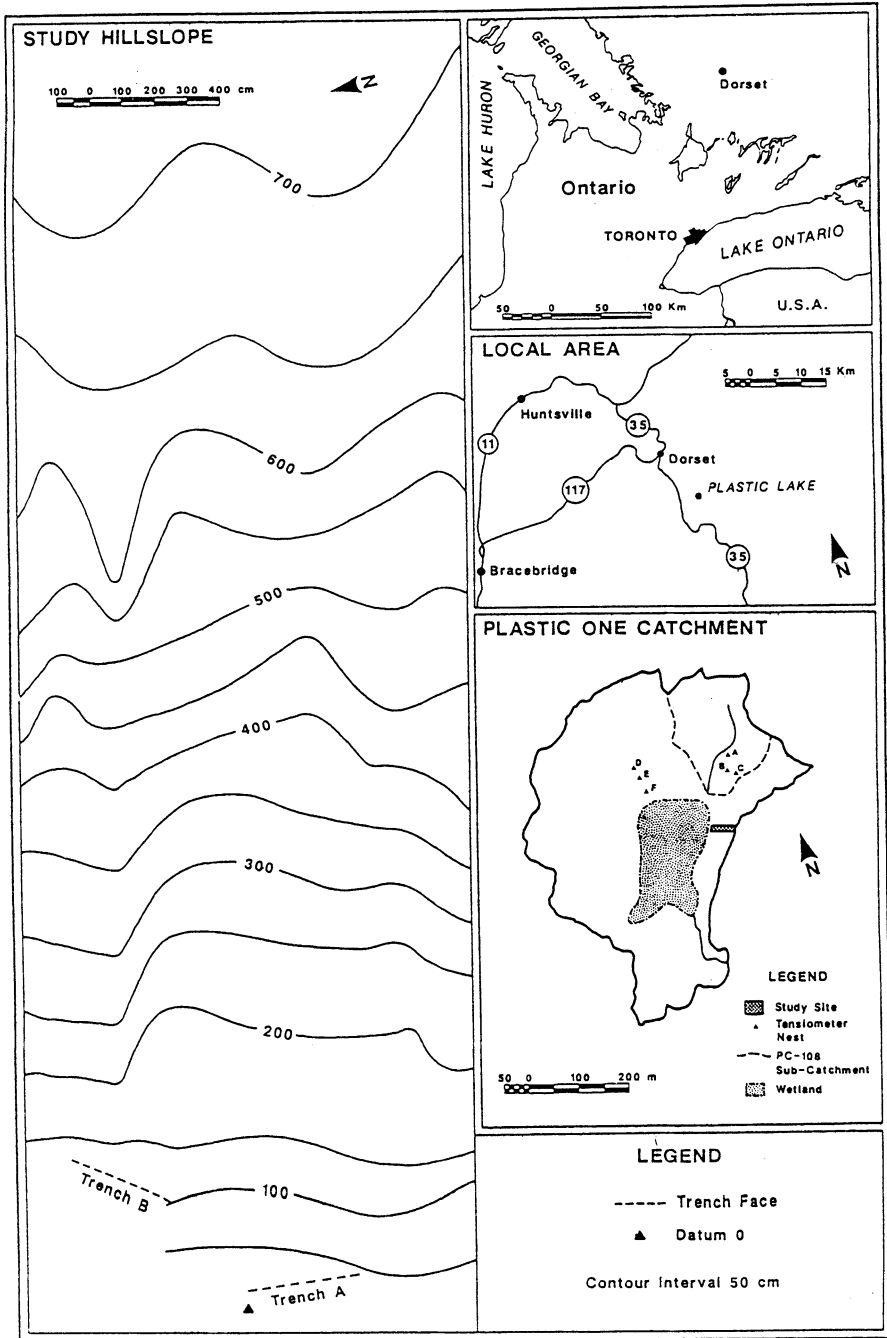 STUDY HILLSLOPE
100 0 100 200 300 400 cm
N
700
600
500
400
300
200
100
Trench B
Trench A
GEORGIAN BAY
Dorset
LAKE HURON
Ontario
TORONTO
LAKE ONTARIO
U.S.A.
50 0 50 100 Km
LOCAL AREA
5 0 5 10 15 Km
Huntsville
35
11
Dorset
117
PLASTIC LAKE
35
N
Bracebridge
PLASTIC ONE CATCHMENT
A
B C
D
E
F
N
LEGEND
Study Site
Tensiometer
Nest
PC-108
Sub-Catchment
Wetland
50 0 100 200 m
LEGEND
Trench Face
Datum 0
Contour Interval 50 cm